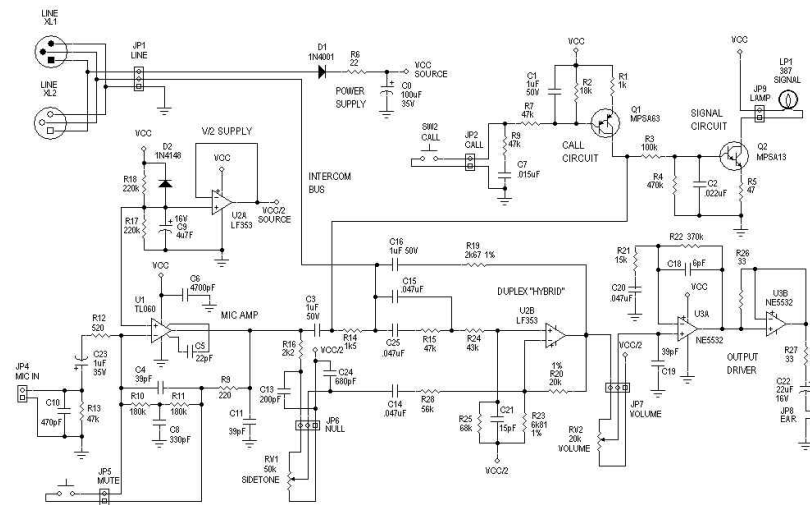 LINE
XL1
JP1
LINE
LINE
XL2
D1
1N4001
R6
22
VCC
SOURCE
POWER
SUPPLY
C0
100uF
35V
VCC
C1
1uF
50V
R2
18k
R1
1k
Q1
MPSA63
R7
47k
SW2
CALL
JP2
CALL
R9
47k
C7
.015uF
CALL
CIRCUIT
VCC
LP1
387
SIGNAL
JP9
LAMP
SIGNAL
CIRCUIT
Q2
MPSA13
R3
100k
R4
470k
C2
.022uF
R5
47
VCC
D2
1N4148
V/2 SUPPLY
VCC
R18
220k
R17
220k
16V
C9
4u7F
U2A
LF353
VCC/2
SOURCE
INTERCOM
BUS
VCC
C6
4700pF
U1
TL060
MIC AMP
C5
22pF
R12
520
C23
1uF
35V
JP4
MIC IN
C10
470pF
R13
47k
C4
39pF
R10
180k
R11
180k
C8
330pF
R9
220
C11
39pF
JP5
MUTE
C3
1uF
50V
R16
2k2
VCC/2
C13
200pF
C24
680pF
JP6
NULL
RV1
50k
SIDETONE
R14
1k5
C16
1uF 50V
R19
2k67 1%
C15
.047uF
C25
.047uF
R15
47k
R24
43k
DUPLEX "HYBRID"
U2B
LF353
C14
.047uF
R28
56k
R25
68k
C21
15pF
R23
6k81
1%
1%
R20
20k
VCC/2
VCC/2
JP7
VOLUME
RV2
20k
VOLUME
R21
15k
C20
.047uF
R22 370k
C18
6pF
VCC
U3A
NE5532
39pF
C19
OUTPUT
DRIVER
R26
33
U3B
NE5532
R27
33
C22
22uF
16V
JP8
EAR